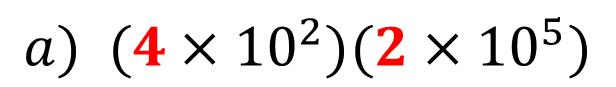 a) (4 × 10²)(2 × 10⁵)